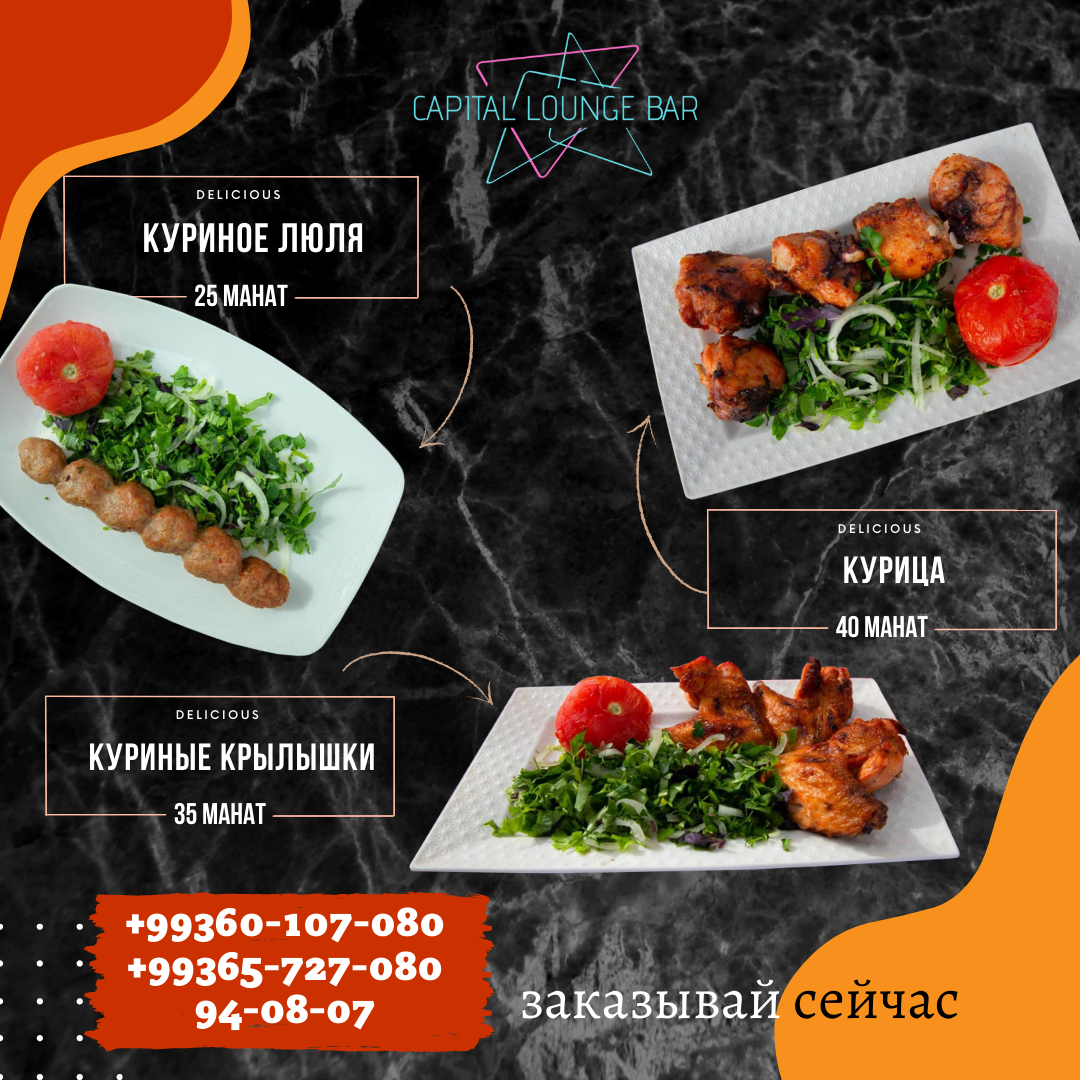 CAPITAL LOUNGE BAR
DELICIOUS
КУРИНОЕ ЛЮЛЯ
25 МАНАТ
DELICIOUS
КУРИЦА
40 МАНАТ
DELICIOUS
КУРИНЫЕ КРЫЛЫШКИ
35 МАНАТ
+99360-107-080
+99365-727-080
94-08-07
заказывай сейчас